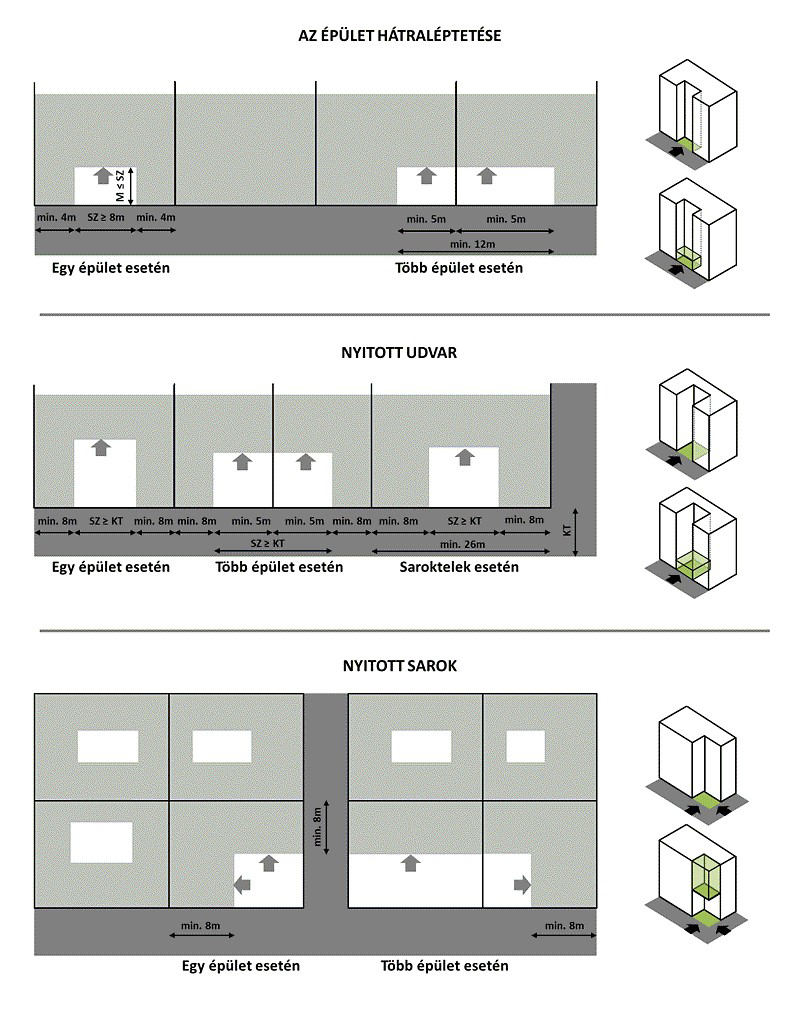 AZ ÉPÜLET HÁTRALÉPTETÉSE
M ≤ SZ
min. 4m SZ ≥ 8m min. 4m
min. 5m min. 5m
min. 12m
Egy épület esetén Több épület esetén
NYITOTT UDVAR
min. 8m SZ ≥ KT min. 8m min. 8m min. 5m min. 5m min. 8m min. 8m SZ ≥ KT min. 8m
KT
SZ ≥ KT min. 26m
Egy épület esetén Több épület esetén Saroktelek esetén
NYITOTT SAROK
min. 8m
min. 8m min. 8m
Egy épület esetén Több épület esetén